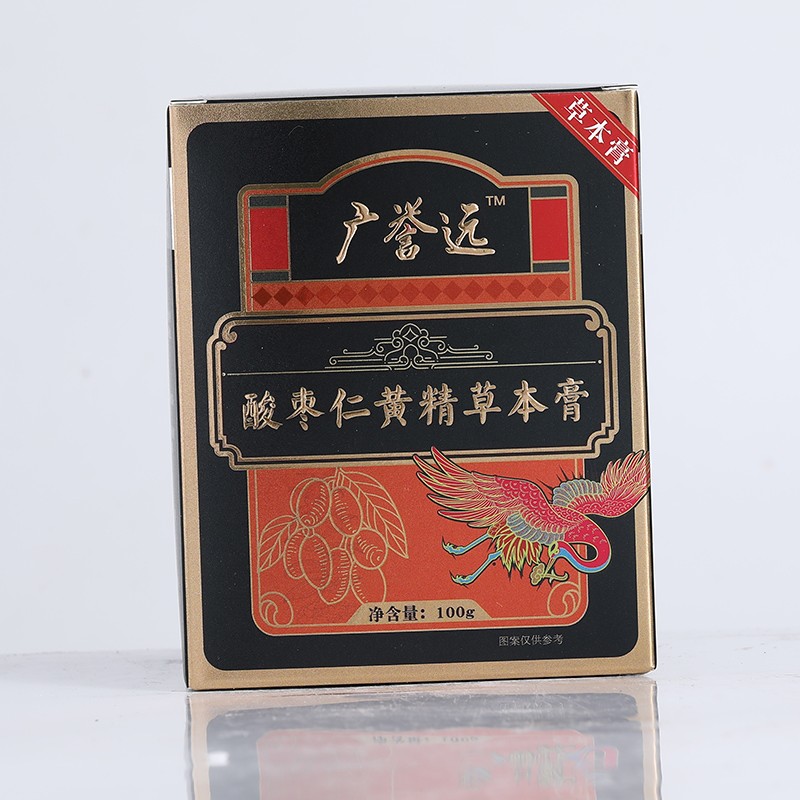 草本膏
广誉远™
酸枣仁黄精草本膏
净含量：100g
图案仅供参考